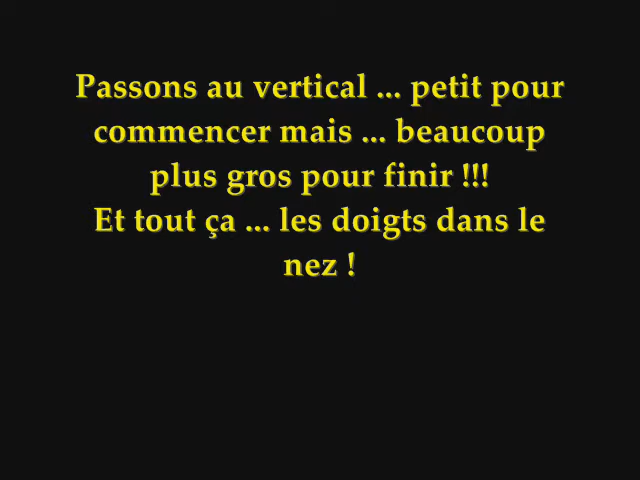 Passons au vertical ... petit pour
commencer mais ... beaucoup
plus gros pour finir !!!
Et tout ça ... les doigts dans le
nez !